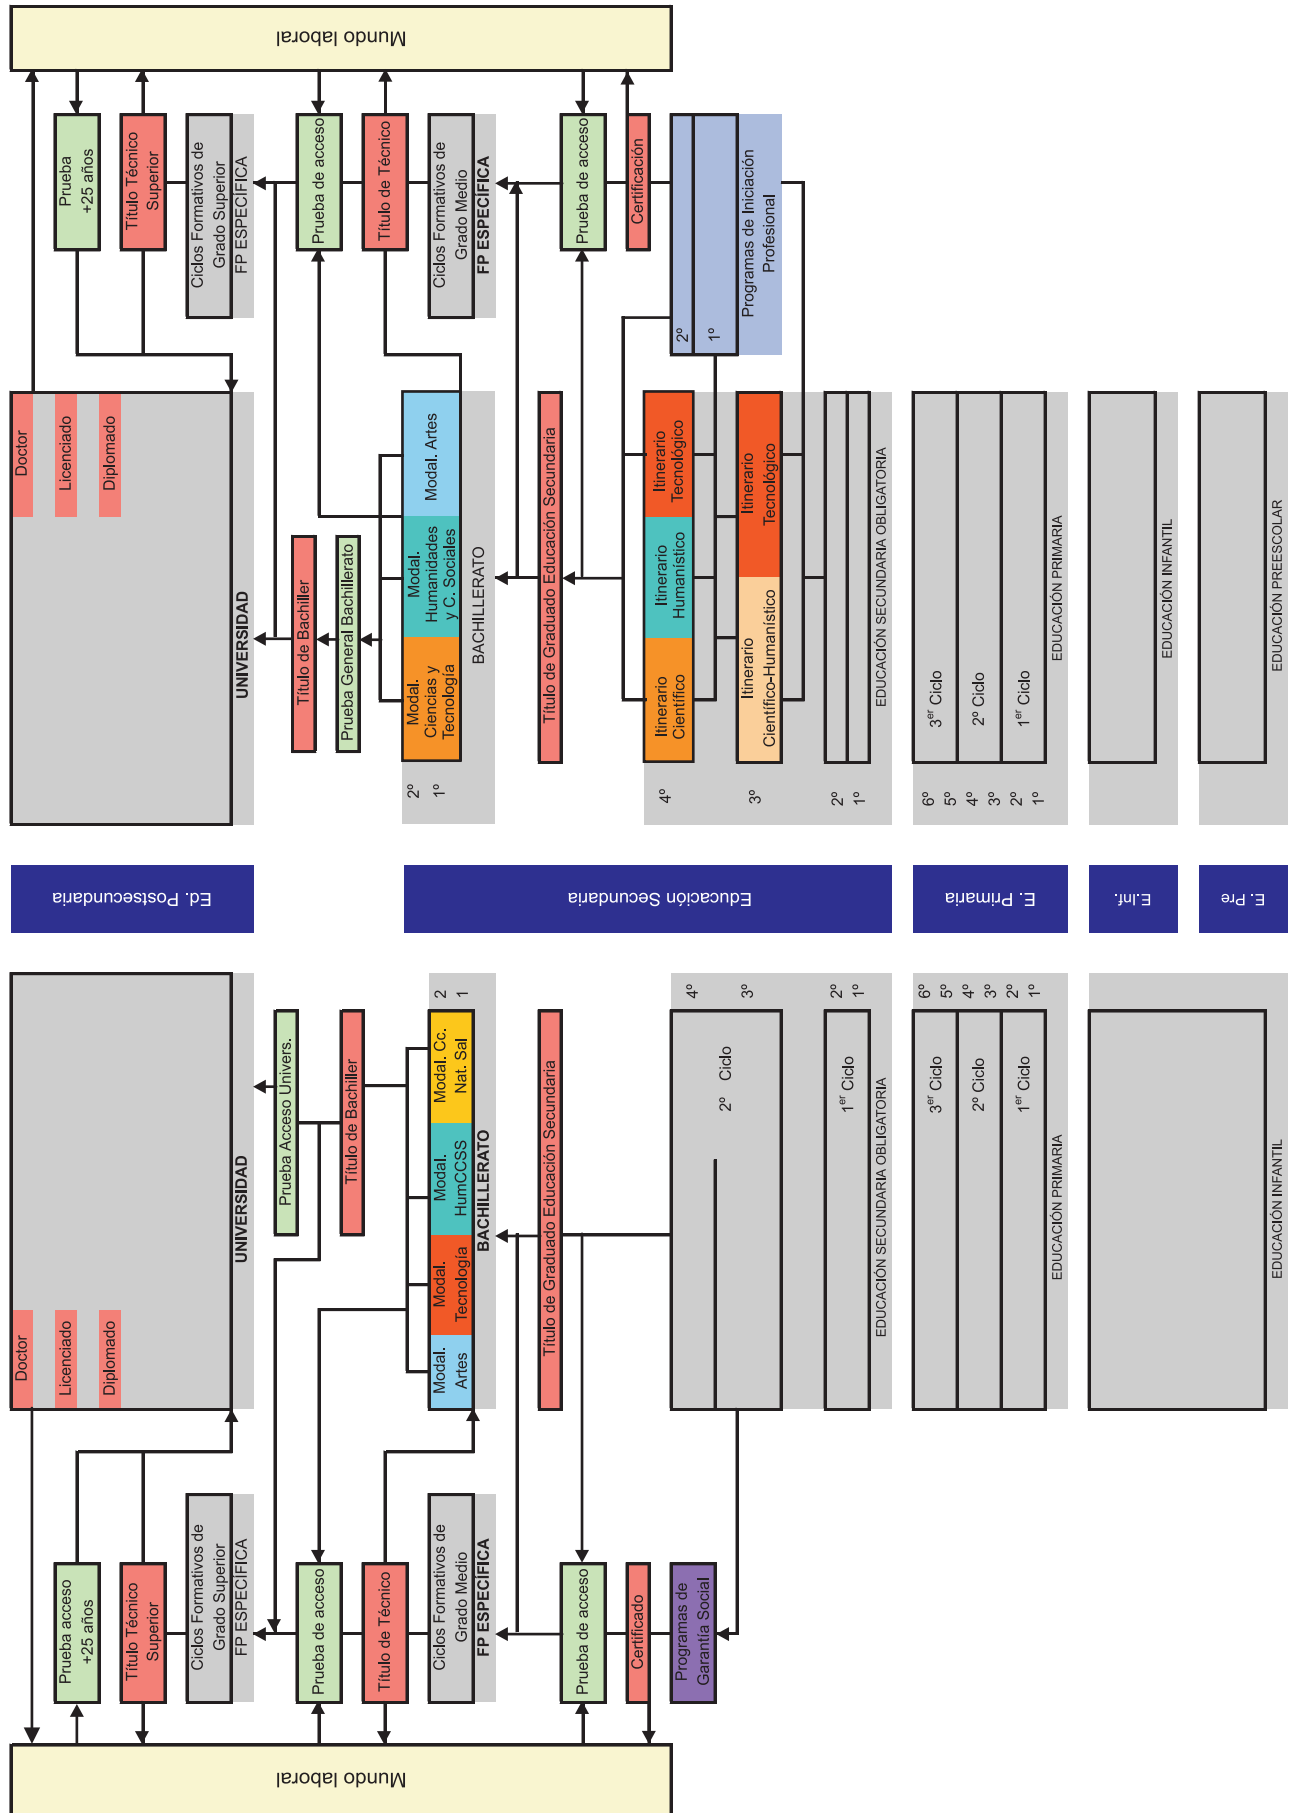 Mundo laboral
Prueba acceso
+25 años
Título Técnico
Superior
Ciclos Formativos de
Grado Superior
FP ESPECÍFICA
Prueba de acceso
Título de Técnico
Ciclos Formativos de
Grado Medio
FP ESPECÍFICA
Prueba de acceso
Certificado
Programas de
Garantía Social
Doctor
Licenciado
Diplomado
UNIVERSIDAD
Prueba Acceso Univers.
Título de Bachiller
Modal.
Artes
Modal.
Tecnología
Modal.
HumCCSS
Modal. Cc.
Nat. Sal
2
1
BACHILLERATO
Título de Graduado Educación Secundaria
2º Ciclo
4º
3º
1er Ciclo
2º
1º
EDUCACIÓN SECUNDARIA OBLIGATORIA
3er Ciclo
6º
5º
2º Ciclo
4º
3º
1er Ciclo
2º
1º
EDUCACIÓN PRIMARIA
EDUCACIÓN INFANTIL
Ed. Postsecundaria
Educación Secundaria
E. Primaria
E.Inf.
E. Pre
Doctor
Licenciado
Diplomado
UNIVERSIDAD
Título de Bachiller
Prueba General Bachillerato
2º
1º
Modal.
Ciencias y
Tecnología
Modal.
Humanidades
y C. Sociales
Modal. Artes
BACHILLERATO
Título de Graduado Educación Secundaria
4º
Itinerario
Científico
Itinerario
Humanístico
Itinerario
Tecnológico
3º
Itinerario
Científico-Humanístico
Itinerario
Tecnológico
2º
1º
EDUCACIÓN SECUNDARIA OBLIGATORIA
6º
5º
3er Ciclo
4º
3º
2º Ciclo
2º
1º
1er Ciclo
EDUCACIÓN PRIMARIA
EDUCACIÓN INFANTIL
EDUCACIÓN PREESCOLAR
Prueba
+25 años
Título Técnico
Superior
Ciclos Formativos de
Grado Superior
FP ESPECÍFICA
Prueba de acceso
Título de Técnico
Ciclos Formativos de
Grado Medio
FP ESPECÍFICA
Prueba de acceso
Certificación
2º
1º
Programas de Iniciación
Profesional
Mundo laboral